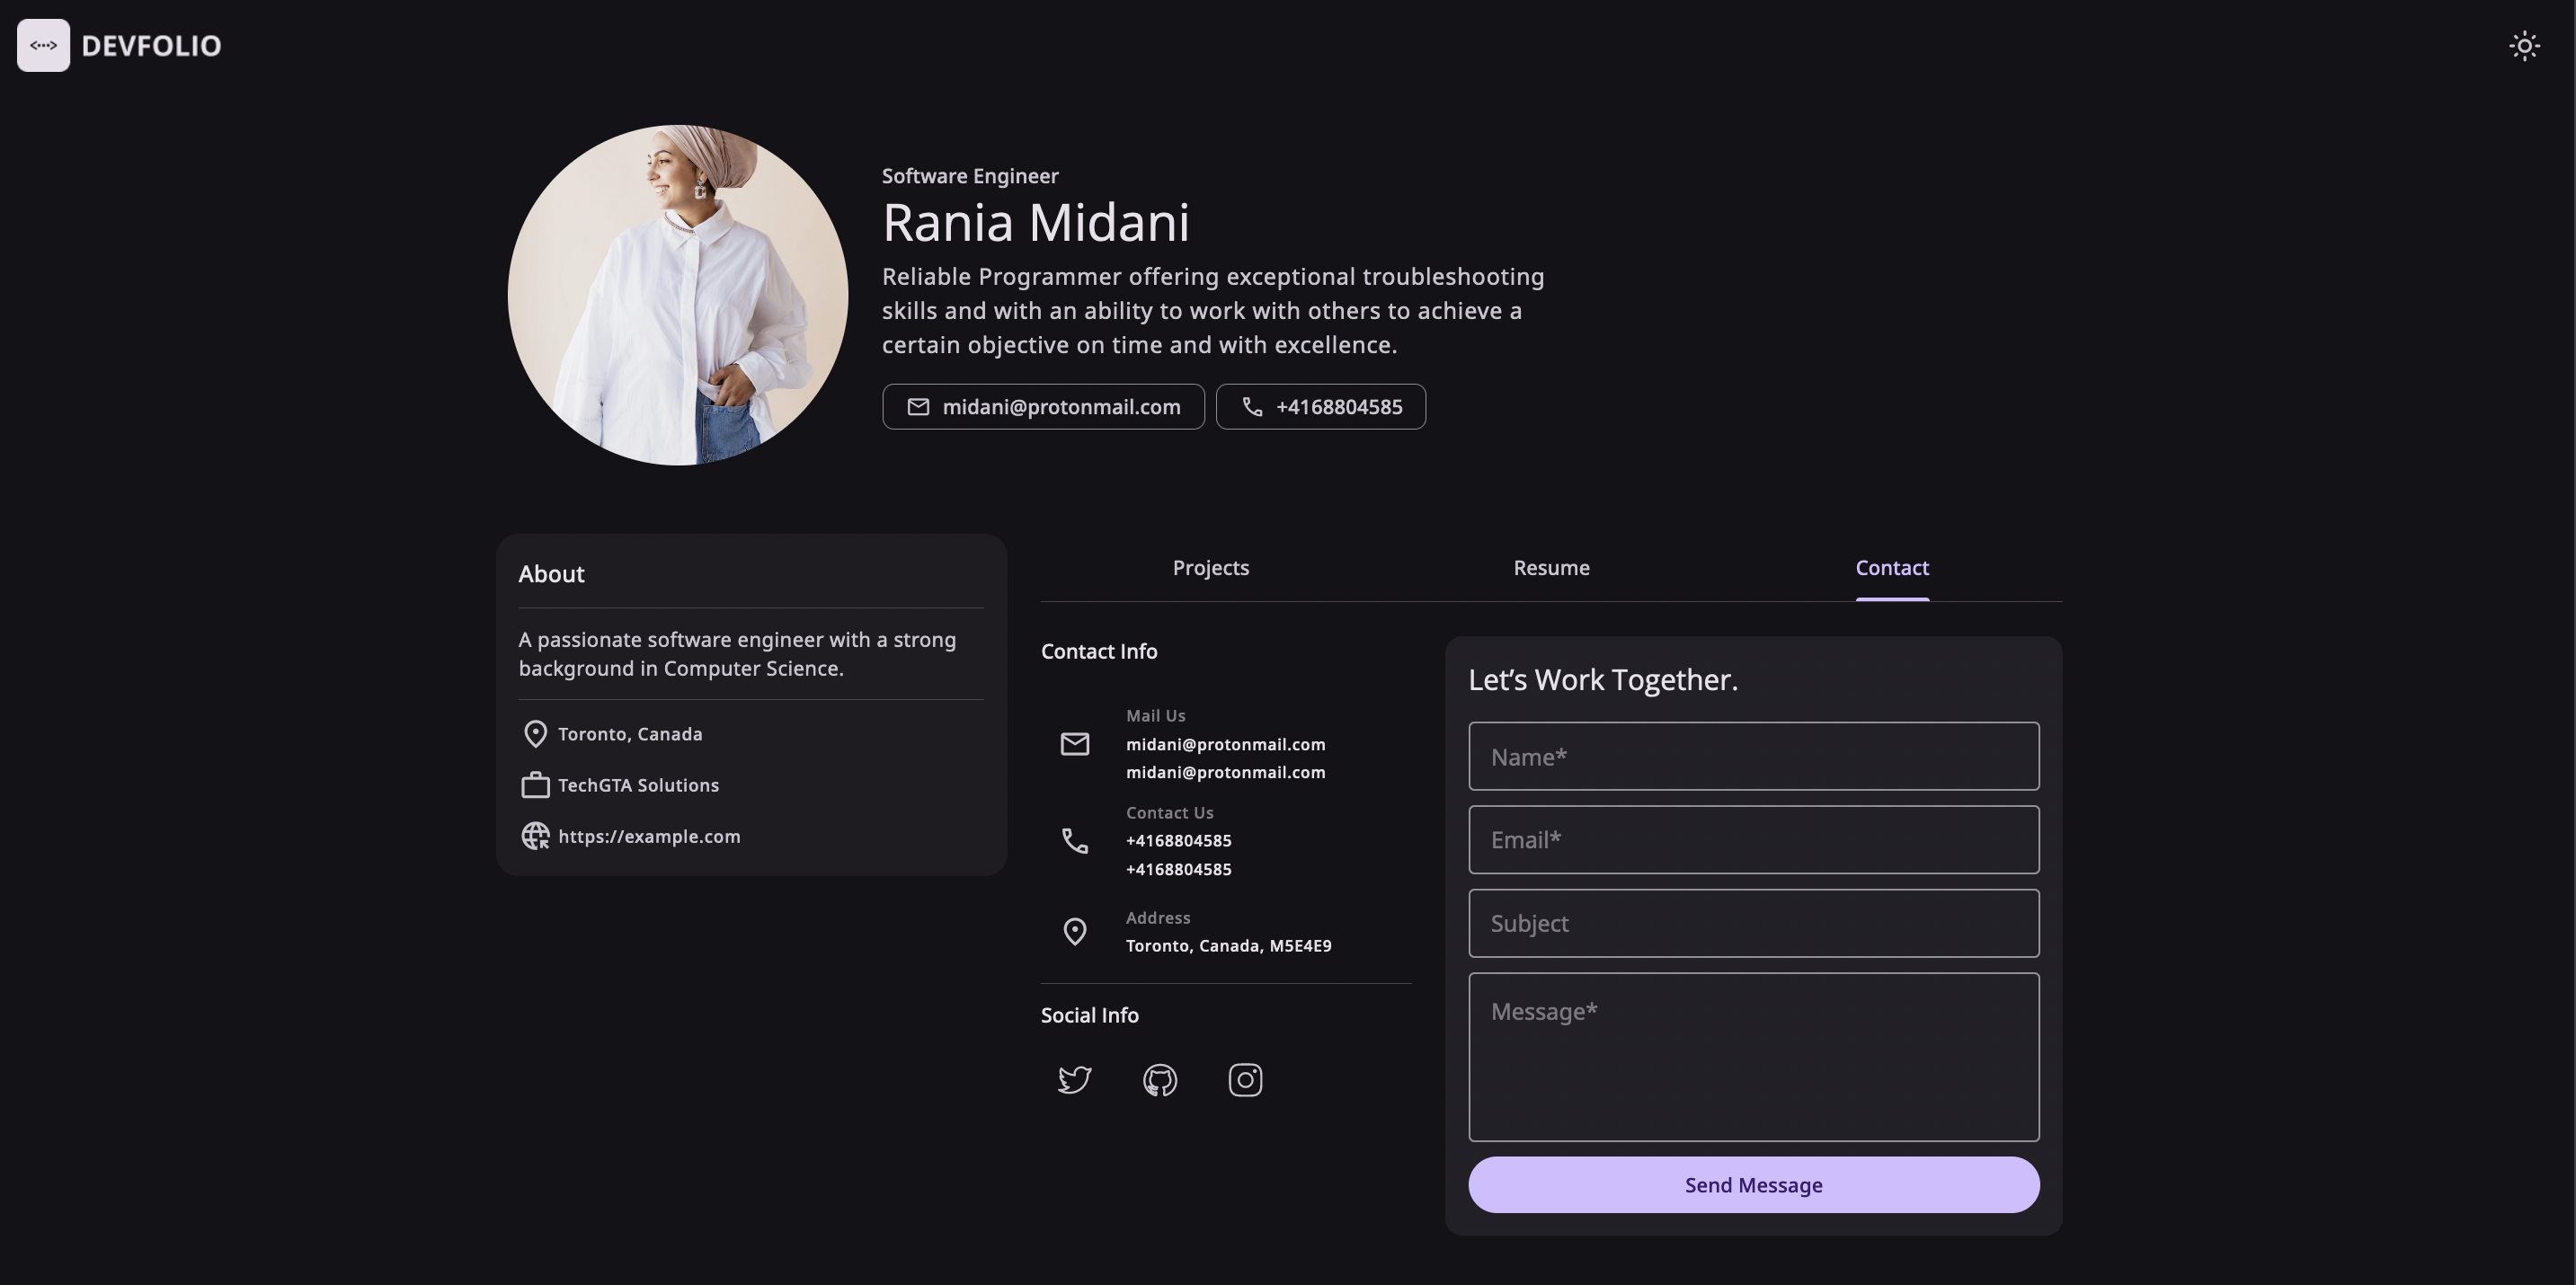 DEVFOLIO
Software Engineer
Rania Midani
Reliable Programmer offering exceptional troubleshooting
skills and with an ability to work with others to achieve a
certain objective on time and with excellence.
midani@protonmail.com
+4168804585
About
A passionate software engineer with a strong
background in Computer Science.
Toronto, Canada
TechGTA Solutions
https://example.com
Projects
Resume
Contact
Contact Info
Mail Us
midani@protonmail.com
midani@protonmail.com
Contact Us
+4168804585
+4168804585
Address
Toronto, Canada, M5E4E9
Social Info
Let’s Work Together.
Name*
Email*
Subject
Message*
Send Message